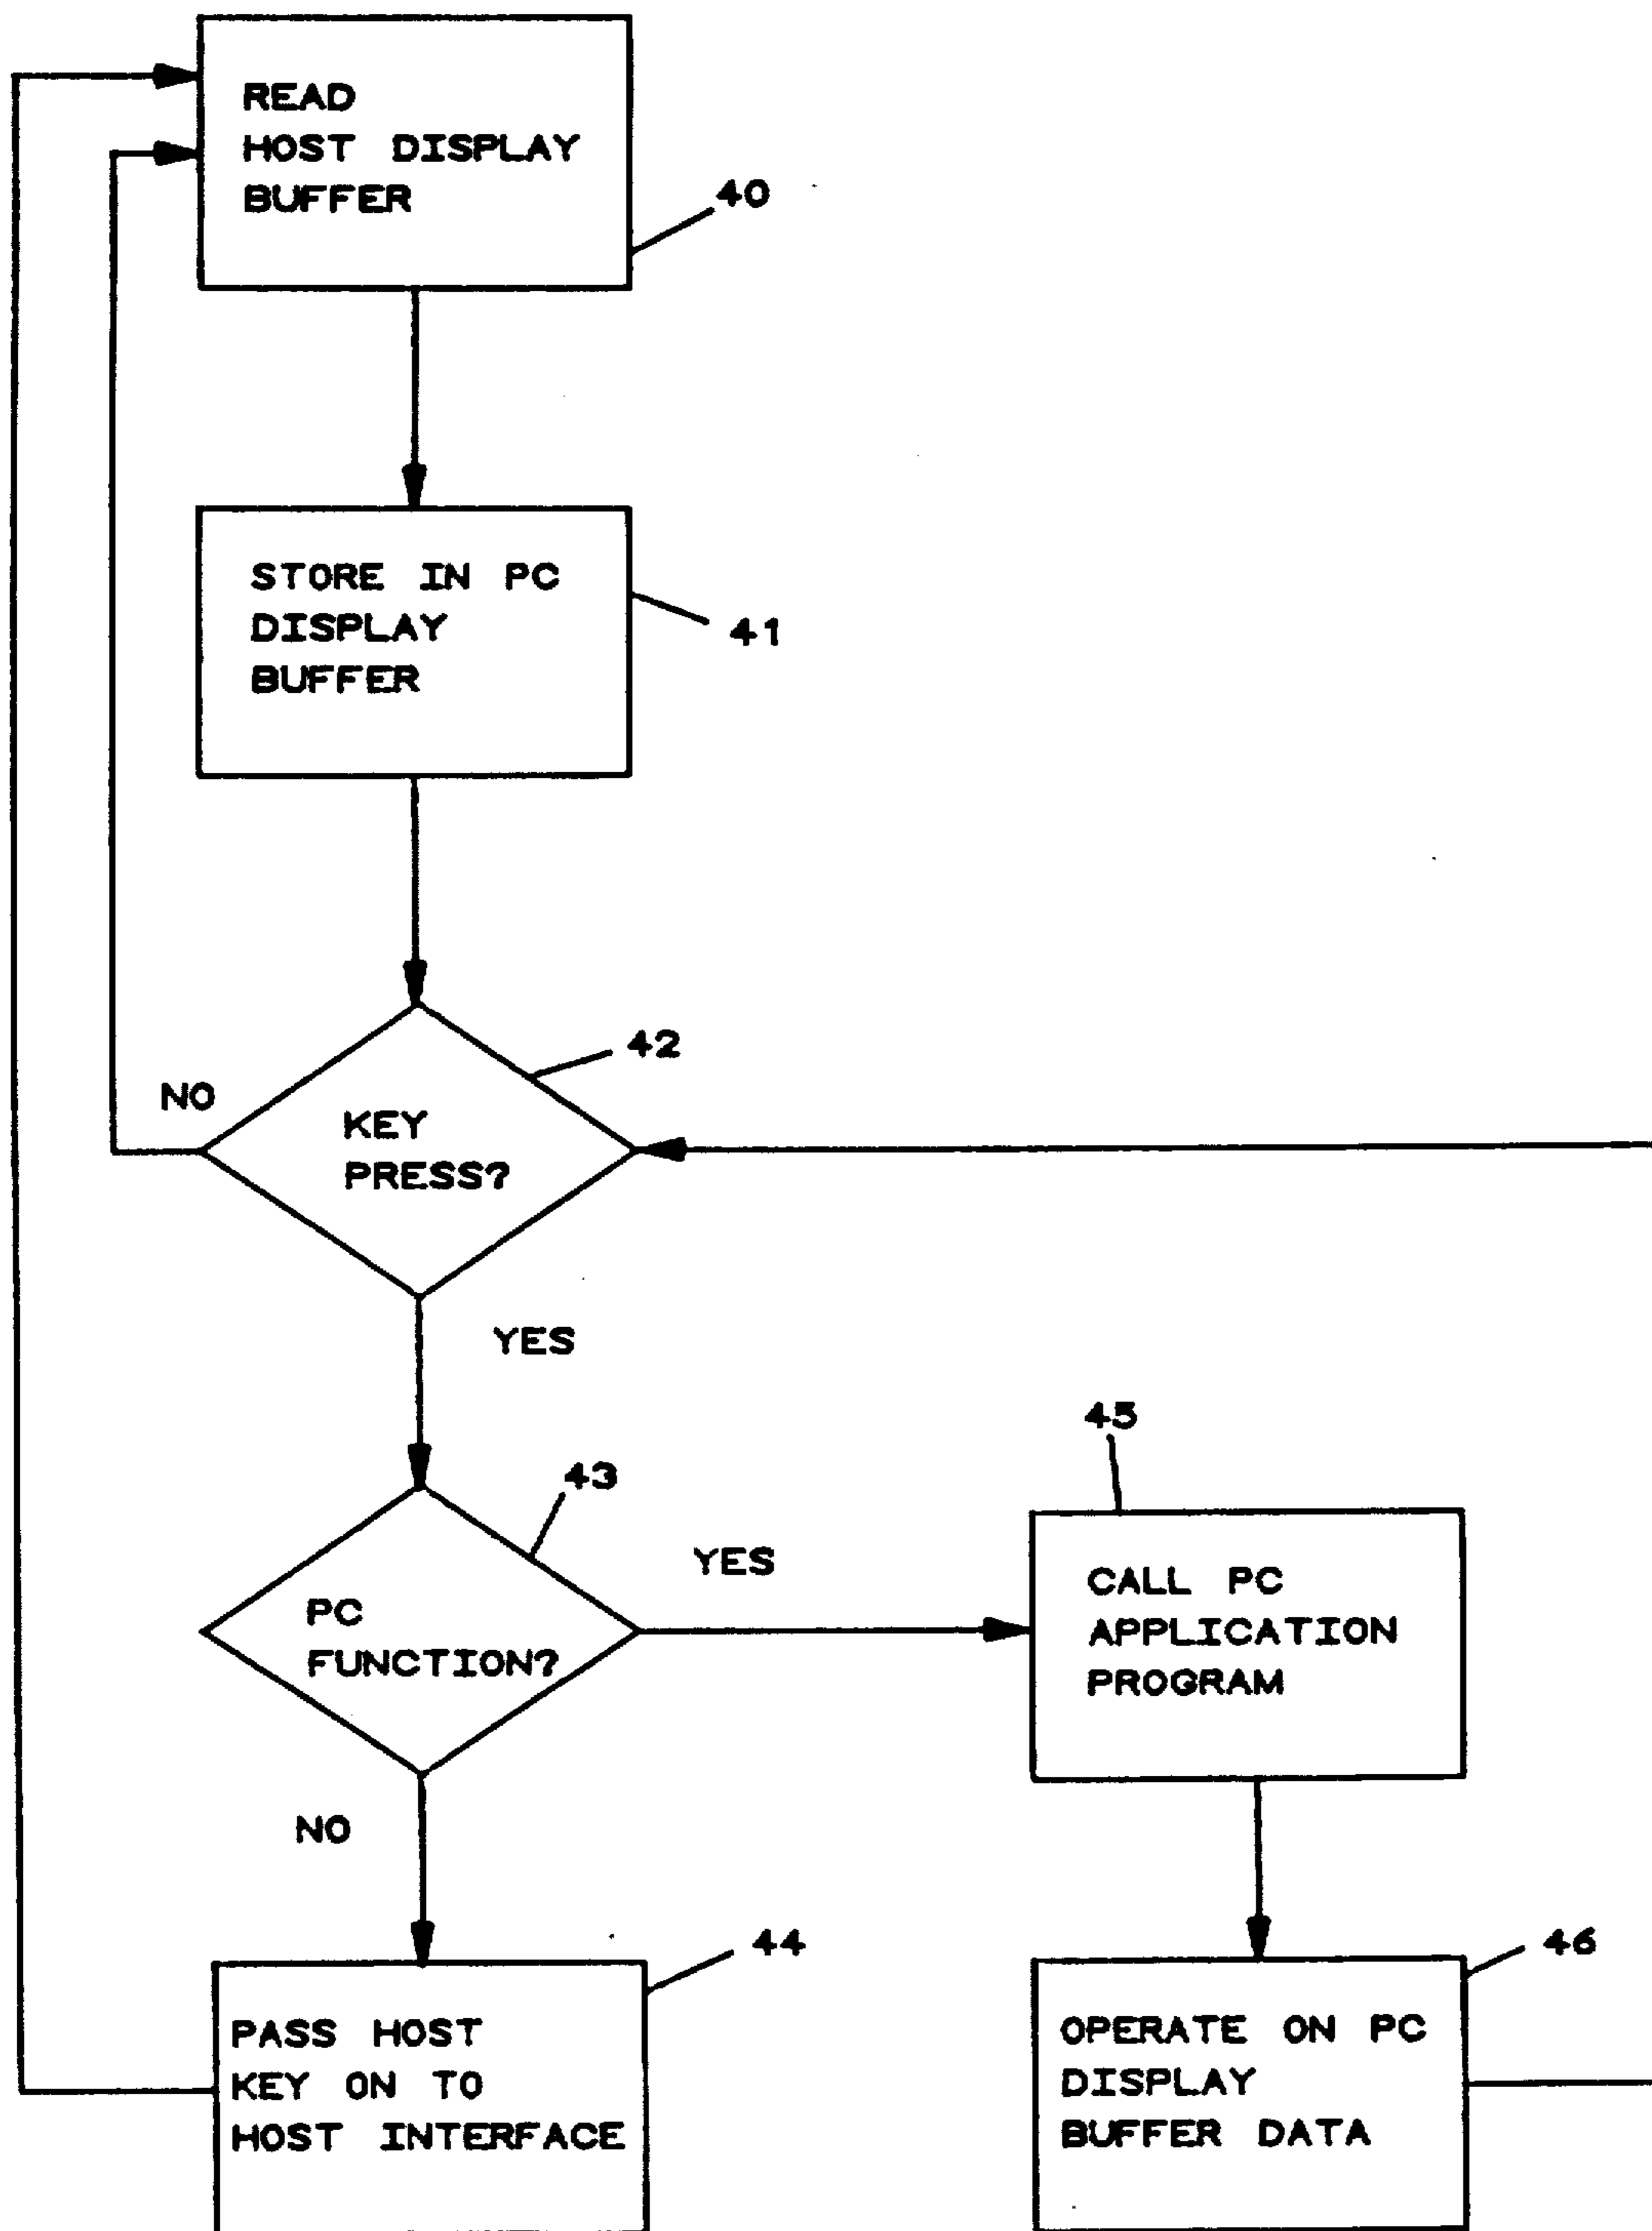 READ
HOST DISPLAY
BUFFER
40
STORE IN PC
DISPLAY
BUFFER
41
42
NO
KEY
PRESS?
YES
43
YES
PC
FUNCTION?
45
CALL PC
APPLICATION
PROGRAM
NO
44
PASS HOST
KEY ON TO
HOST INTERFACE
46
OPERATE ON PC
DISPLAY
BUFFER DATA